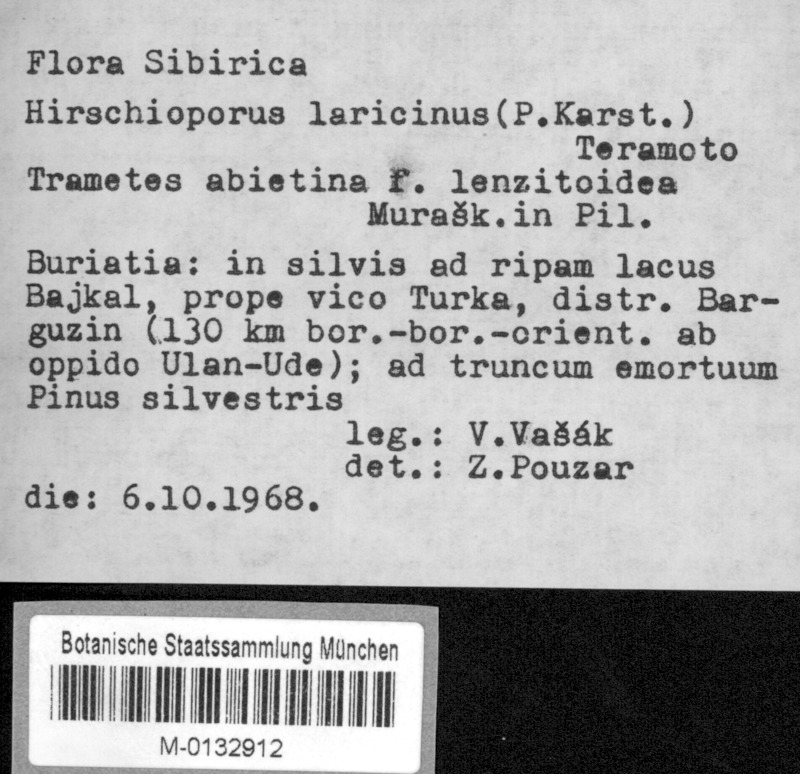 Flora Sibirica
Hirschioporus laricinus(P.Karst.)
Teramoto
Trametes abietina f. lenzitoidea
Murašk.in Pil.
Buriatia: in silvis ad ripam lacus
Bajkal, prope vico Turka, distr. Bar-
guzin (130 km bor.-bor.-orient. ab
oppido Ulan-Ude); ad truncum emortuum
Pinus silvestris
leg.: V.Vašák
det.: Z.Pouzar
die: 6.10.1968.
Botanische Staatssammlung München
M-0132912